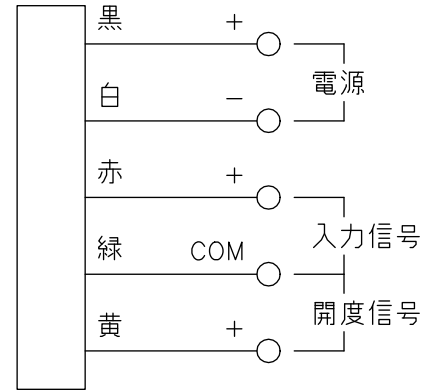 黒 +
電源
白 −
赤 +
入力信号
緑 COM
開度信号
黄 +